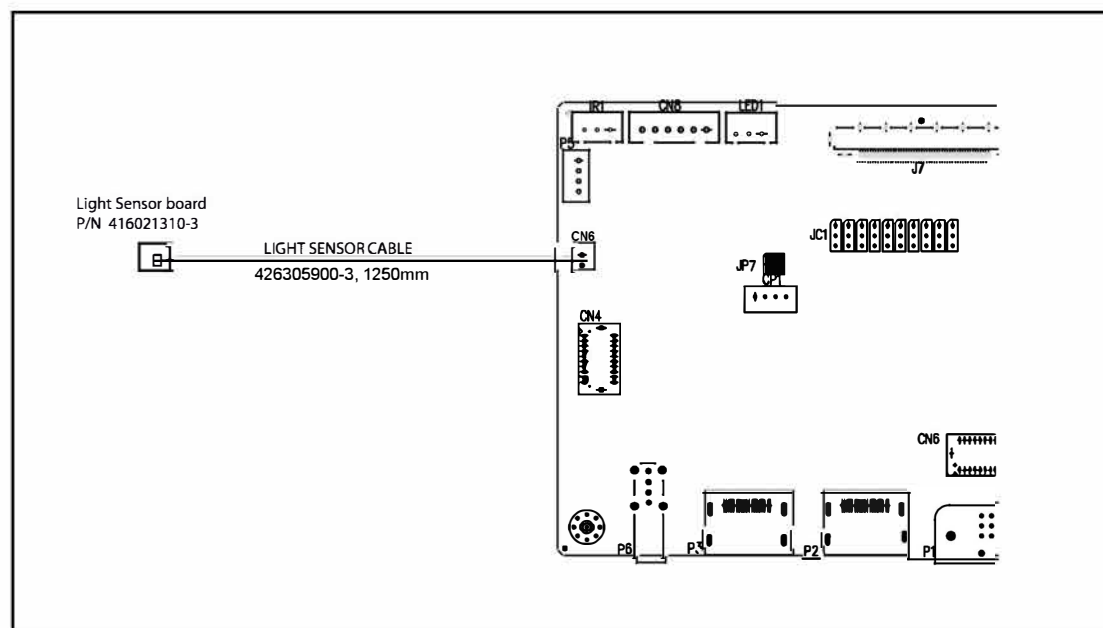 IR1
CN8
LED1
P5
J7
Light Sensor board
P/N 416021310-3
JC1
CN6
LIGHT SENSOR CABLE
426305900-3, 1250mm
JP7
CP1
CN4
CN6
P6
P3
P2
P1